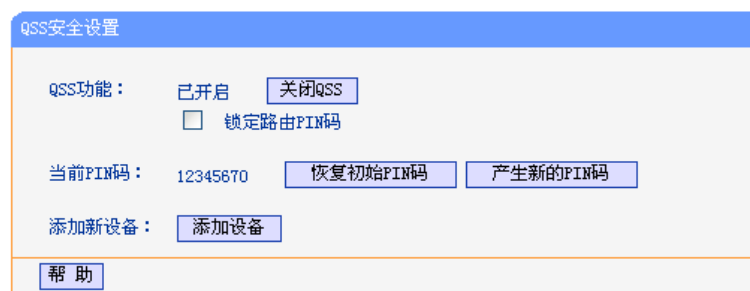 QSS安全设置
QSS功能： 已开启 关闭QSS
锁定路由PIN码
当前PIN码： 12345670 恢复初始PIN码 产生新的PIN码
添加新设备： 添加设备
帮 助